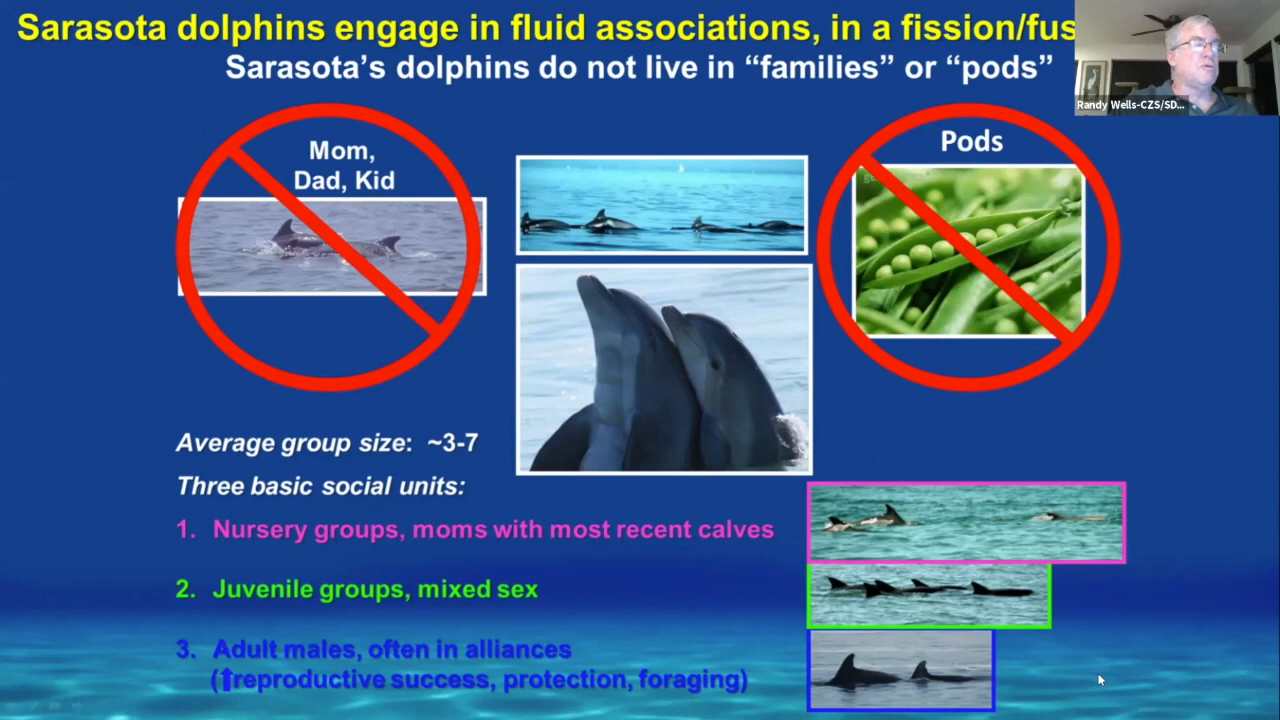 Sarasota dolphins engage in fluid associations, in a fission/fus
Sarasota’s dolphins do not live in “families” or “pods”
Randy Wells-CZS/SD...
Mom,
Dad, Kid
Pods
Average group size: ~3-7
Three basic social units:
1. Nursery groups, moms with most recent calves
2. Juvenile groups, mixed sex
3. Adult males, often in alliances
(⬆reproductive success, protection, foraging)